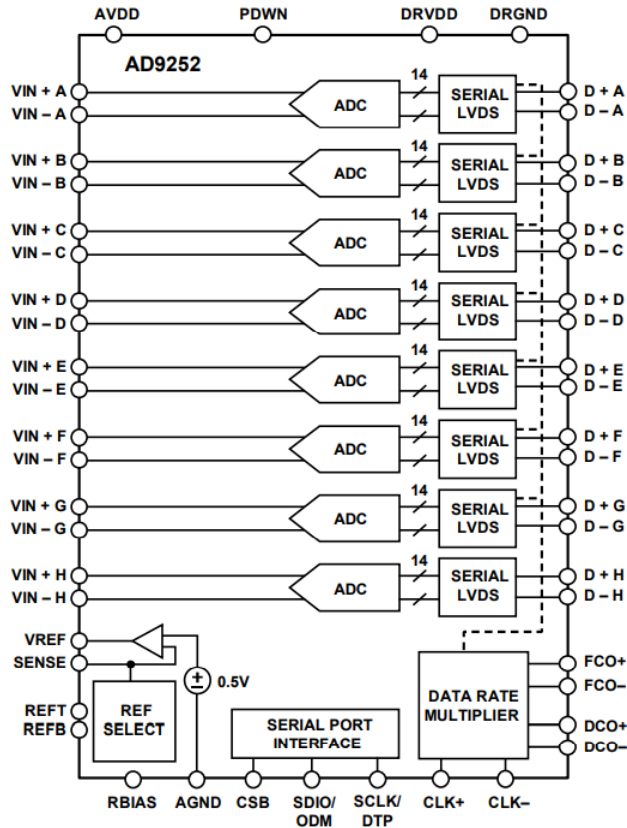 AVDD PDWN DRVDD DRGND
AD9252
VIN + A
VIN – A
ADC
14
SERIAL
LVDS
D + A
D – A
VIN + B
VIN – B
ADC
14
SERIAL
LVDS
D + B
D – B
VIN + C
VIN – C
ADC
14
SERIAL
LVDS
D + C
D – C
VIN + D
VIN – D
ADC
14
SERIAL
LVDS
D + D
D – D
VIN + E
VIN – E
ADC
14
SERIAL
LVDS
D + E
D – E
VIN + F
VIN – F
ADC
14
SERIAL
LVDS
D + F
D – F
VIN + G
VIN – G
ADC
14
SERIAL
LVDS
D + G
D – G
VIN + H
VIN – H
ADC
14
SERIAL
LVDS
D + H
D – H
VREF
SENSE
REFT
REFB
REF
SELECT
±
0.5V
SERIAL PORT
INTERFACE
DATA RATE
MULTIPLIER
FCO+
FCO–
DCO+
DCO–
RBIAS
AGND
CSB
SDIO/
ODM
SCLK/
DTP
CLK+
CLK–